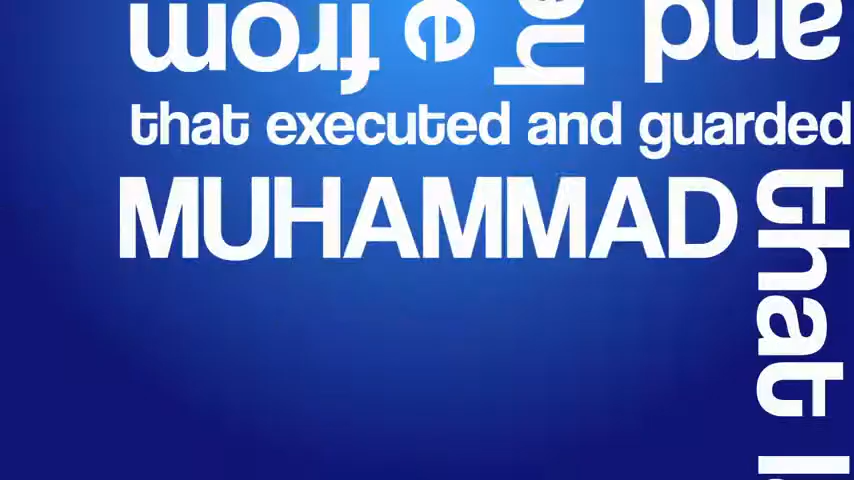 from
and
that executed and guarded
MUHAMMAD
that